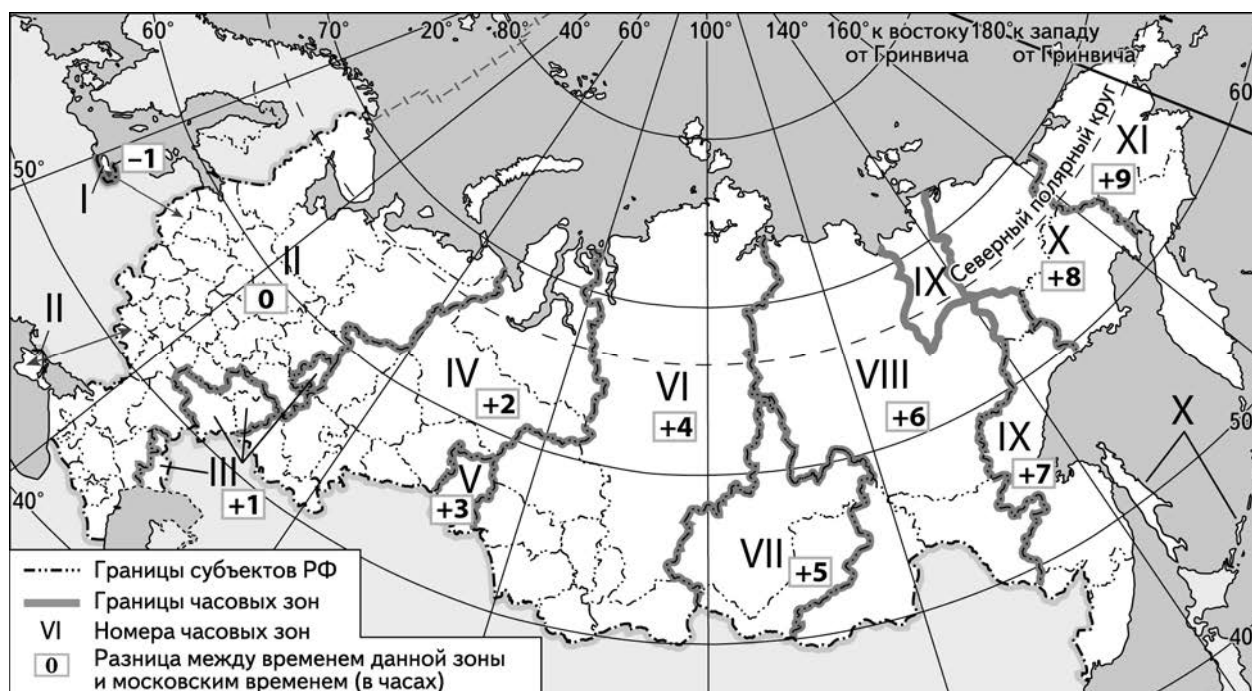 60°
70°
20°
80°
40°
60°
100°
140°
160° к востоку
от Гринвича
180° к западу
от Гринвича
60°
50°
I
–1
II
0
II
III
+1
IV
+2
V
+3
VI
+4
VII
+5
VIII
+6
IX
IX
+7
Северный полярный круг
X
+8
XI
+9
X
50°
40°
40°
Границы субъектов РФ
Границы часовых зон
VI Номера часовых зон
0 Разница между временем данной зоны
и московским временем (в часах)